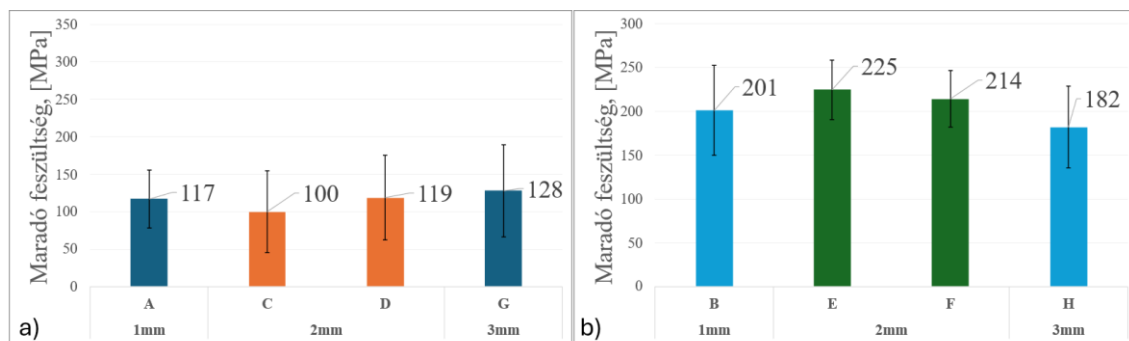 Maradó feszültség, [MPa]
350
300
250
200
150
100
50
0
117
100
119
128
A
C
D
G
1mm
2mm
3mm
a)
Maradó feszültség, [MPa]
300
250
200
150
100
50
0
201
225
214
182
B
E
F
H
1mm
2mm
3mm
b)